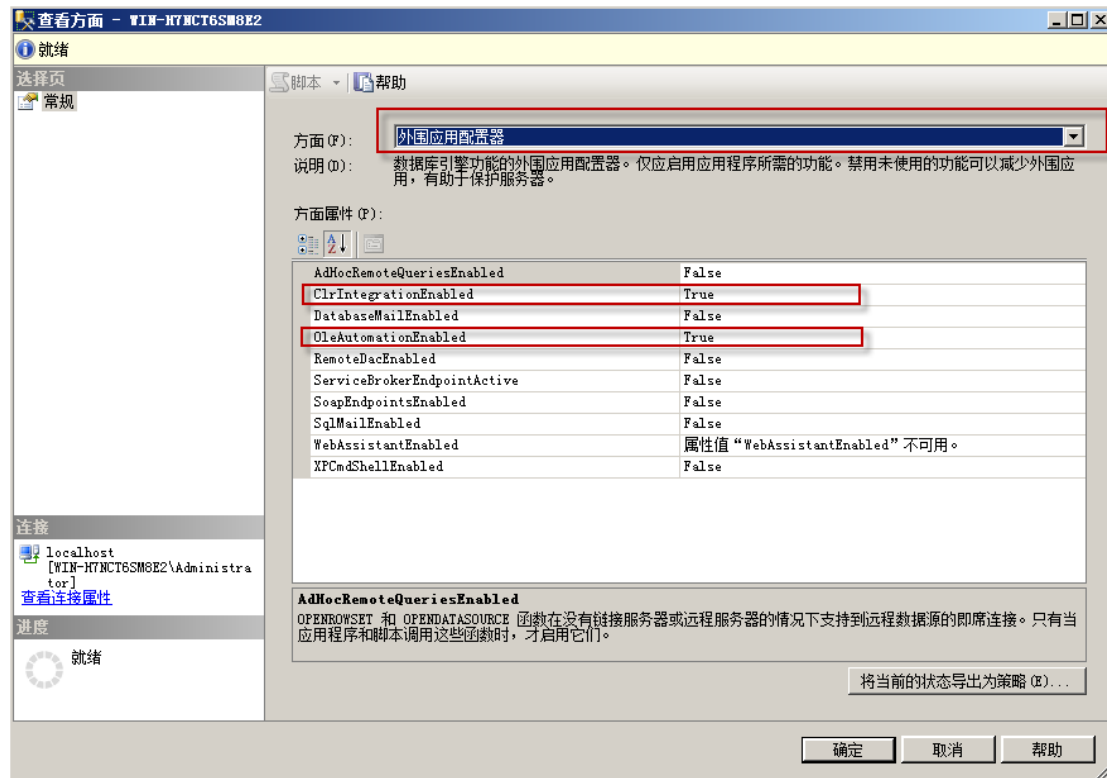 查看方面 - WIN-H7NCT6SM8E2
就绪
选择页
常规
脚本
帮助
方面(F):
外围应用配置器
说明(D):
数据库引擎功能的外围应用配置器。仅应启用应用程序所需的功能。禁用未使用的功能可以减少外围应
用，有助于保护服务器。
方面属性(P):
AdHocRemoteQueriesEnabled False
ClrIntegrationEnabled True
DatabaseMailEnabled False
OleAutomationEnabled True
RemoteDacEnabled False
ServiceBrokerEndpointActive False
SoapEndpointsEnabled False
SqlMailEnabled False
WebAssistantEnabled 属性值“WebAssistantEnabled”不可用。
XPCmdShellEnabled False
连接
localhost
[WIN-H7NCT6SM8E2\Administra
tor]
查看连接属性
进度
就绪
AdHocRemoteQueriesEnabled
OPENROWSET 和 OPENDATASOURCE 函数在没有链接服务器或远程服务器的情况下支持到远程数据源的即席连接。只有当
应用程序和脚本调用这些函数时，才启用它们。
将当前的状态导出为策略(E)...
确定
取消
帮助